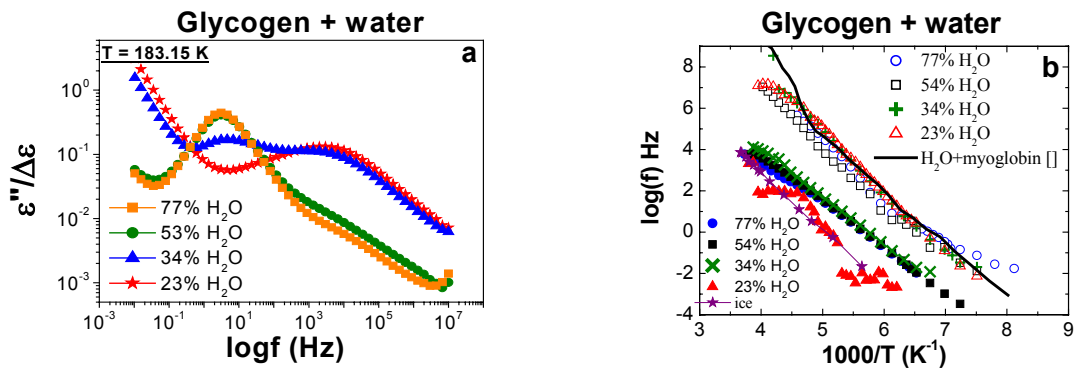 Glycogen + water
T = 183.15 K
a
10¹
10⁰
10⁻¹
10⁻²
10⁻³
ε''/Δε
77% H₂O
53% H₂O
34% H₂O
23% H₂O
10⁻³ 10⁻¹ 10¹ 10³ 10⁵ 10⁷
logf (Hz)
Glycogen + water
b
8
4
0
-4
log(f) Hz
77% H₂O
54% H₂O
34% H₂O
23% H₂O
H₂O+myoglobin []
77% H₂O
54% H₂O
34% H₂O
23% H₂O
ice
3 4 5 6 7 8 9
1000/T (K⁻¹)